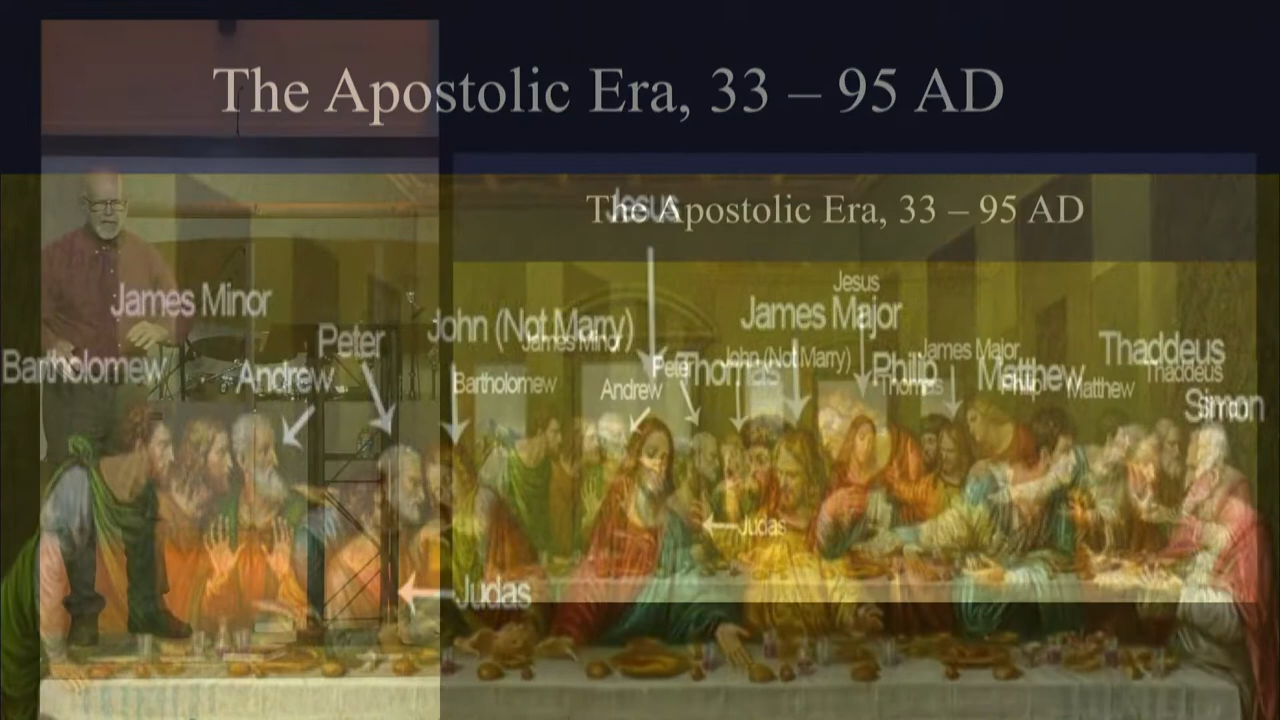 The Apostolic Era, 33 – 95 AD
Jesus
James Minor
Peter
John (Not Marry)
James Major
Thaddeus
Bartholomew
Andrew
Thomas
Philip
Matthew
Simon
Judas
The Apostolic Era, 33 – 95 AD
Jesus
James Minor
Peter
John (Not Marry)
James Major
Thaddeus
Bartholomew
Andrew
Thomas
Philip
Matthew
Simon
Judas